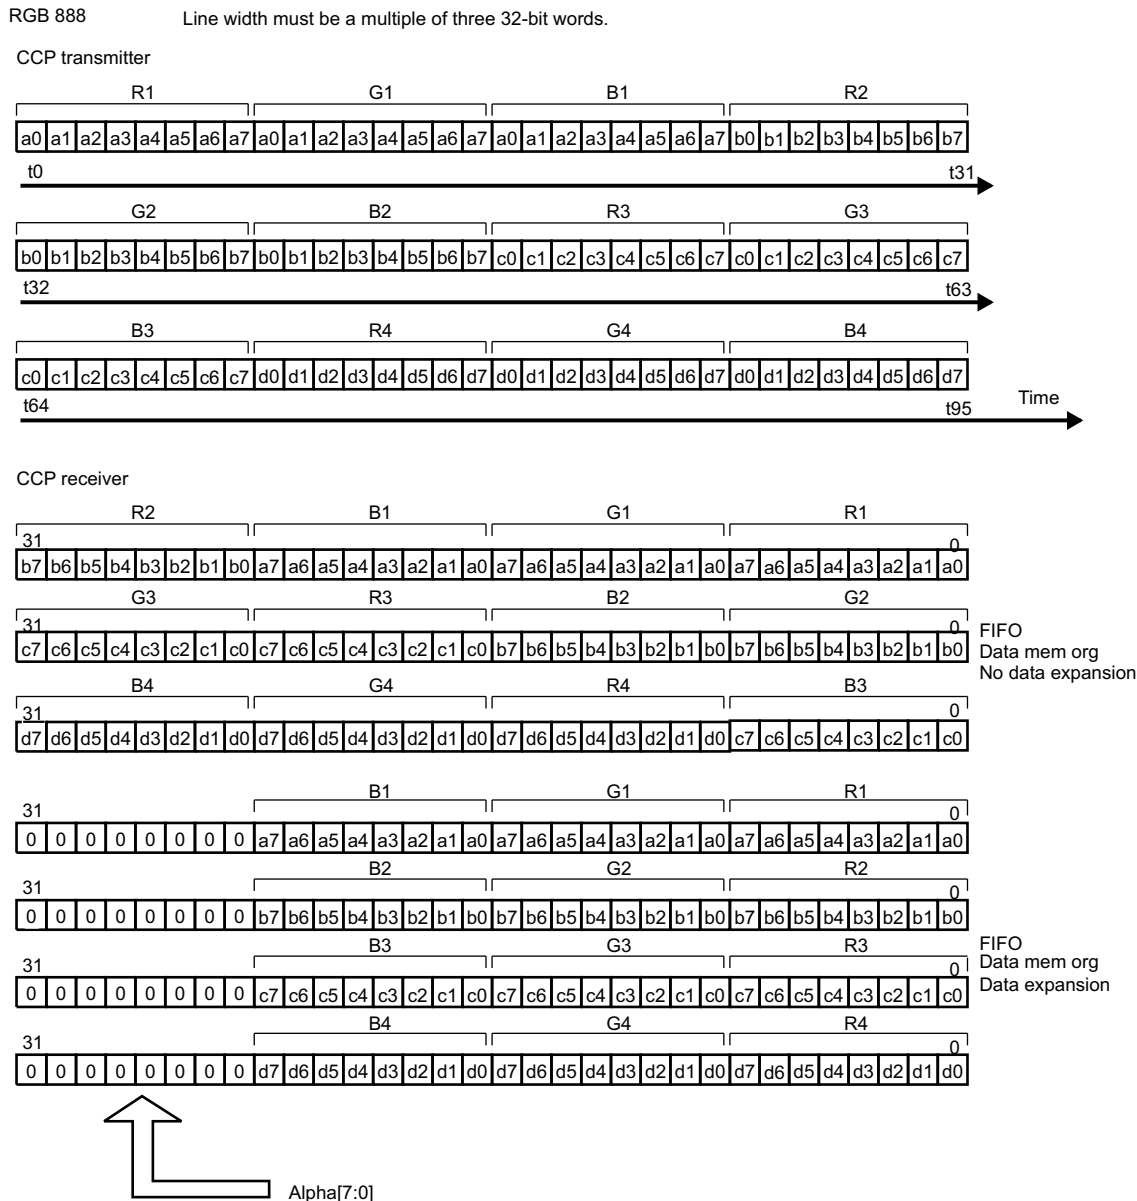 RGB 888 Line width must be a multiple of three 32-bit words.
CCP transmitter
R1 G1 B1 R2
a0 a1 a2 a3 a4 a5 a6 a7 a0 a1 a2 a3 a4 a5 a6 a7 a0 a1 a2 a3 a4 a5 a6 a7 b0 b1 b2 b3 b4 b5 b6 b7
t0 t31
G2 B2 R3 G3
b0 b1 b2 b3 b4 b5 b6 b7 b0 b1 b2 b3 b4 b5 b6 b7 c0 c1 c2 c3 c4 c5 c6 c7 c0 c1 c2 c3 c4 c5 c6 c7
t32 t63
B3 R4 G4 B4
c0 c1 c2 c3 c4 c5 c6 c7 d0 d1 d2 d3 d4 d5 d6 d7 d0 d1 d2 d3 d4 d5 d6 d7 d0 d1 d2 d3 d4 d5 d6 d7
t64 t95 Time
CCP receiver
R2 B1 G1 R1
31 0
b7 b6 b5 b4 b3 b2 b1 b0 a7 a6 a5 a4 a3 a2 a1 a0 a7 a6 a5 a4 a3 a2 a1 a0 a7 a6 a5 a4 a3 a2 a1 a0
G3 R3 B2 G2
31 0
c7 c6 c5 c4 c3 c2 c1 c0 c7 c6 c5 c4 c3 c2 c1 c0 b7 b6 b5 b4 b3 b2 b1 b0 b7 b6 b5 b4 b3 b2 b1 b0
FIFO
Data mem org
No data expansion
B4 G4 R4 B3
31 0
d7 d6 d5 d4 d3 d2 d1 d0 d7 d6 d5 d4 d3 d2 d1 d0 d7 d6 d5 d4 d3 d2 d1 d0 c7 c6 c5 c4 c3 c2 c1 c0
B1 G1 R1
31 0
0 0 0 0 0 0 0 0 a7 a6 a5 a4 a3 a2 a1 a0 a7 a6 a5 a4 a3 a2 a1 a0 a7 a6 a5 a4 a3 a2 a1 a0
B2 G2 R2
31 0
0 0 0 0 0 0 0 0 b7 b6 b5 b4 b3 b2 b1 b0 b7 b6 b5 b4 b3 b2 b1 b0 b7 b6 b5 b4 b3 b2 b1 b0
B3 G3 R3
31 0
0 0 0 0 0 0 0 0 c7 c6 c5 c4 c3 c2 c1 c0 c7 c6 c5 c4 c3 c2 c1 c0 c7 c6 c5 c4 c3 c2 c1 c0
FIFO
Data mem org
Data expansion
B4 G4 R4
31 0
0 0 0 0 0 0 0 0 d7 d6 d5 d4 d3 d2 d1 d0 d7 d6 d5 d4 d3 d2 d1 d0 d7 d6 d5 d4 d3 d2 d1 d0
Alpha[7:0]